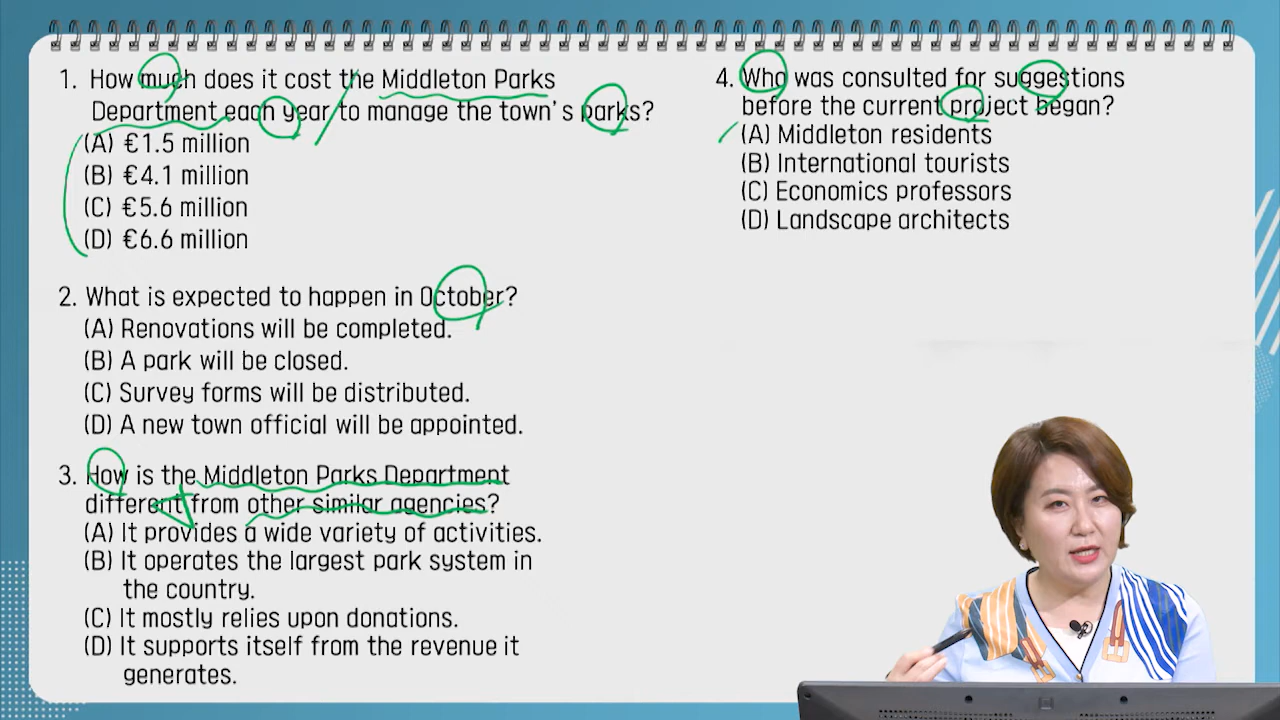 1. How much does it cost the Middleton Parks
Department each year to manage the town's parks?
(A) €1.5 million
(B) €4.1 million
(C) €5.6 million
(D) €6.6 million
2. What is expected to happen in October?
(A) Renovations will be completed.
(B) A park will be closed.
(C) Survey forms will be distributed.
(D) A new town official will be appointed.
3. How is the Middleton Parks Department
different from other similar agencies?
(A) It provides a wide variety of activities.
(B) It operates the largest park system in
the country.
(C) It mostly relies upon donations.
(D) It supports itself from the revenue it
generates.
4. Who was consulted for suggestions
before the current project began?
(A) Middleton residents
(B) International tourists
(C) Economics professors
(D) Landscape architects